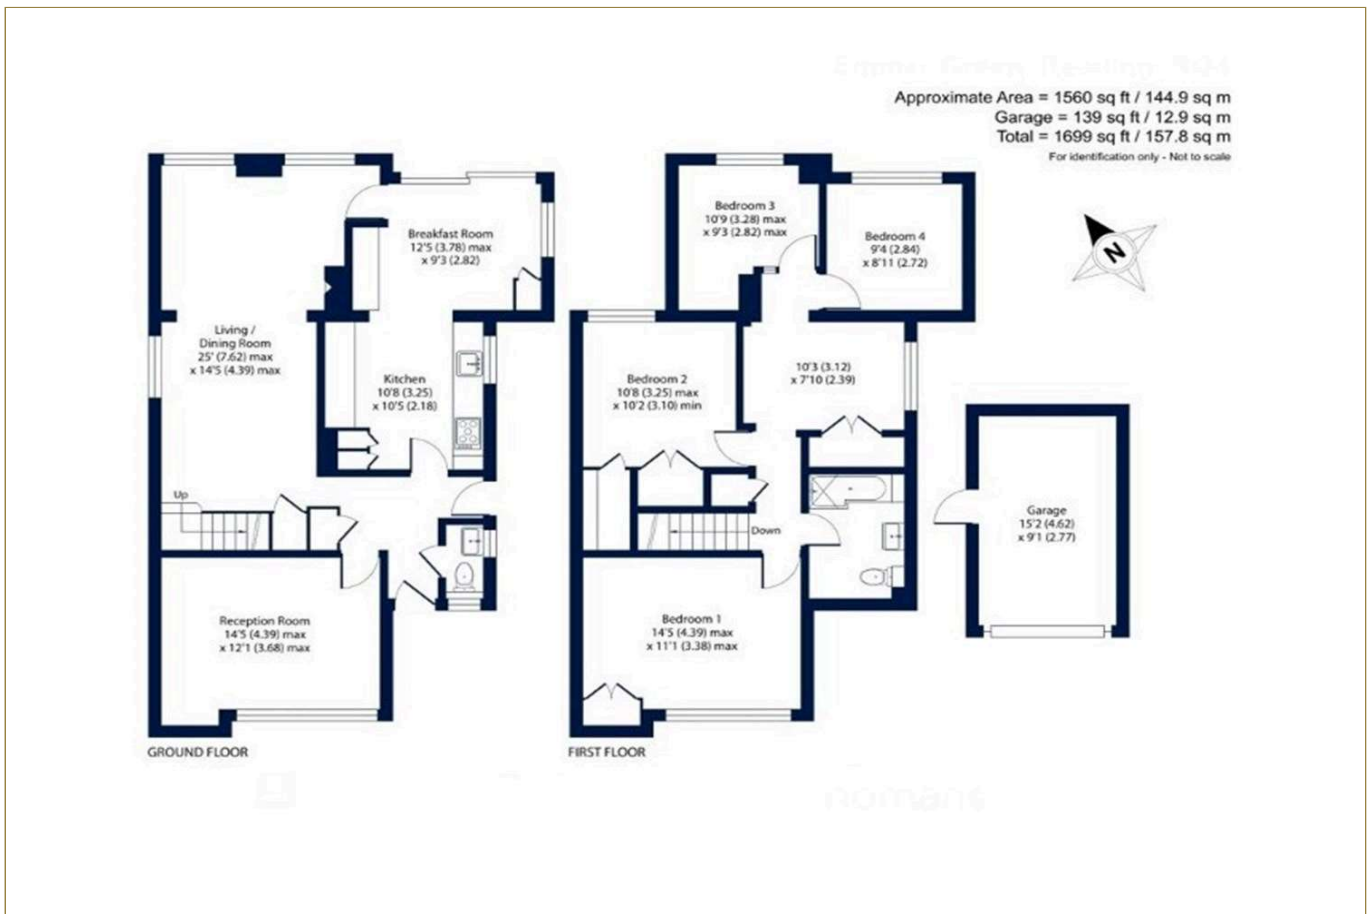 Approximate Area = 1560 sq ft / 144.9 sq m
Garage = 139 sq ft / 12.9 sq m
Total = 1699 sq ft / 157.8 sq m
For identification only - Not to scale
N
Breakfast Room
12'5 (3.78) max
x 9'3 (2.82)
Living /
Dining Room
25' (7.62) max
x 14'5 (4.39) max
Kitchen
10'8 (3.25)
x 10'5 (2.18)
Up
Reception Room
14'5 (4.39) max
x 12'1 (3.68) max
GROUND FLOOR
Bedroom 3
10'9 (3.28) max
x 9'3 (2.82) max
Bedroom 4
9'4 (2.84)
x 8'11 (2.72)
Bedroom 2
10'8 (3.25) max
x 10'2 (3.10) min
10'3 (3.12)
x 7'10 (2.39)
Down
Bedroom 1
14'5 (4.39) max
x 11'1 (3.38) max
FIRST FLOOR
Garage
15'2 (4.62)
x 9'1 (2.77)